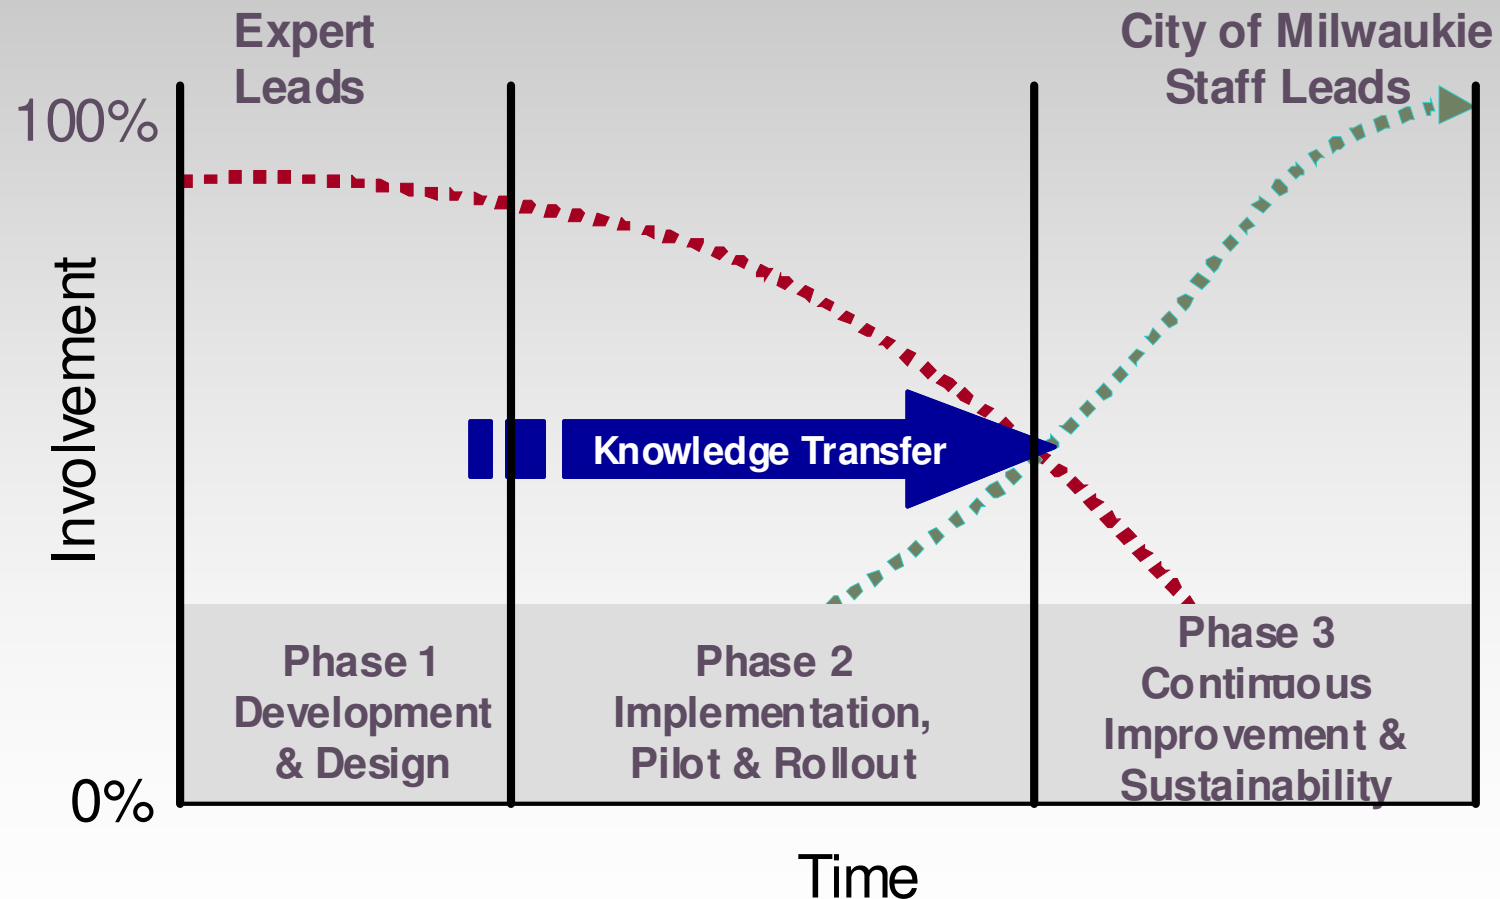 Expert
Leads
City of Milwaukie
Staff Leads
100%
Involvement
Knowledge Transfer
Phase 1
Development
& Design
Phase 2
Implementation,
Pilot & Rollout
Phase 3
Continuous
Improvement &
Sustainability
0%
Time